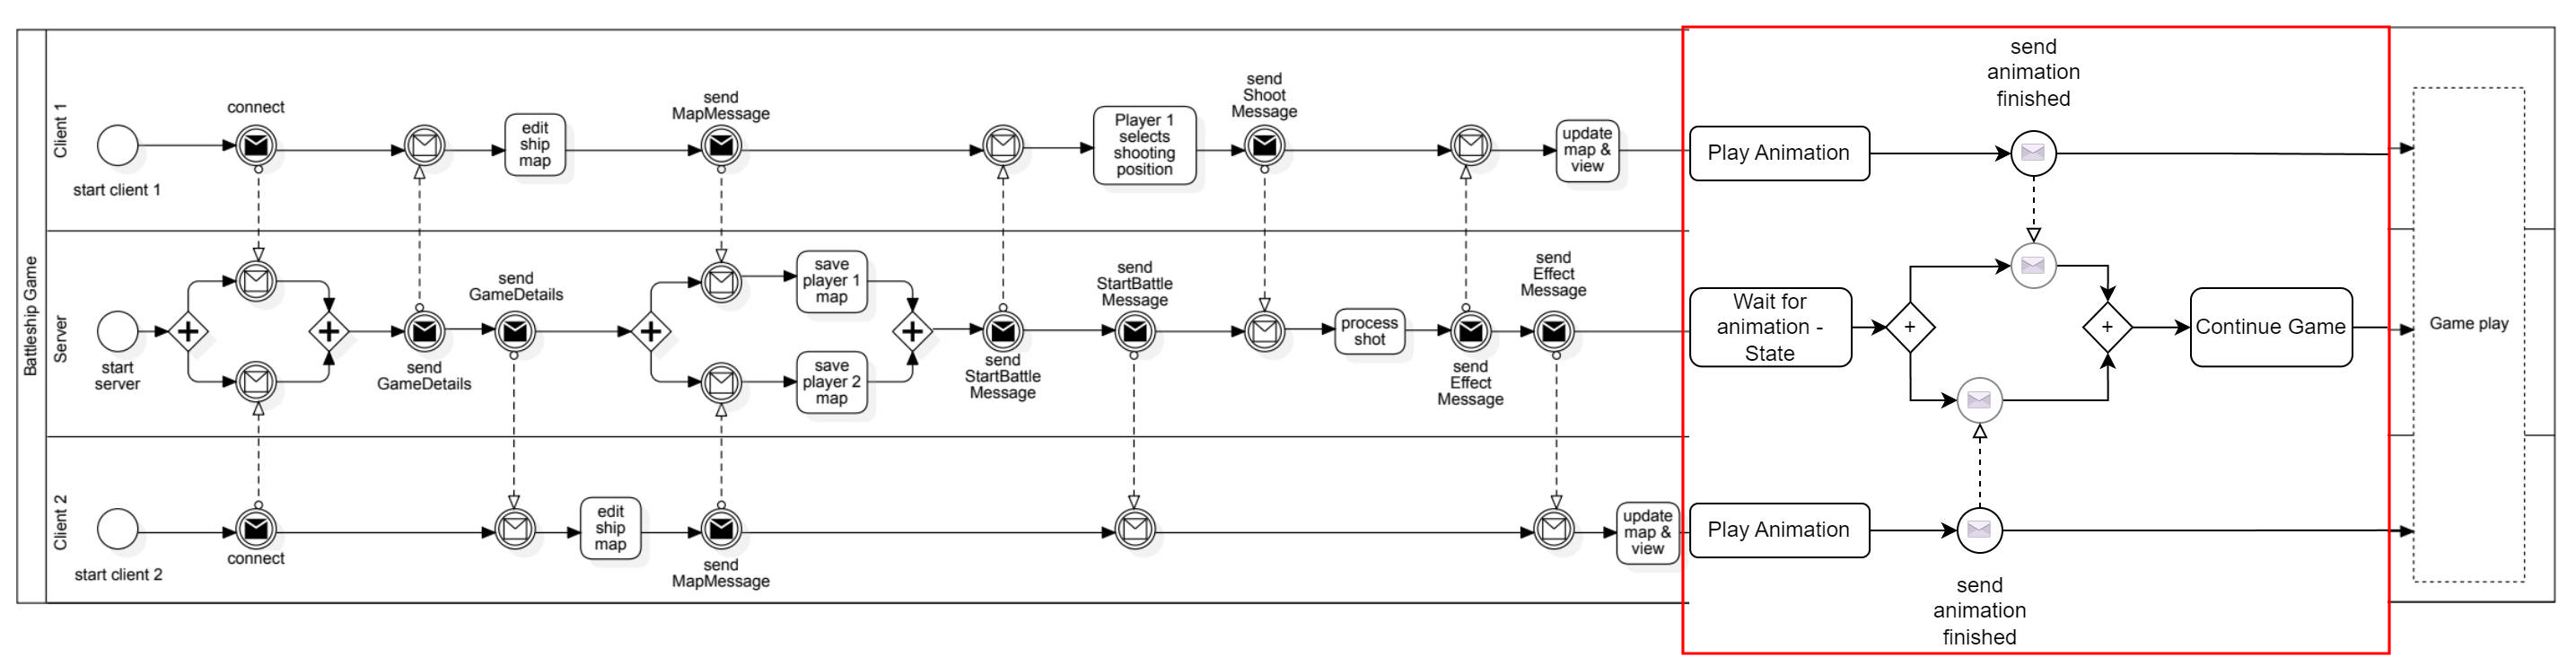 Battleship Game
Client 1
start client 1
connect
edit
ship
map
send
MapMessage
Player 1
selects
shooting
position
send
Shoot
Message
update
map &
view
Play Animation
send
animation
finished
Server
start
server
send
GameDetails
send
GameDetails
save
player 1
map
save
player 2
map
send
StartBattle
Message
send
StartBattle
Message
process
shot
send
Effect
Message
send
Effect
Message
Wait for
animation -
State
Continue Game
Game play
Client 2
start client 2
connect
edit
ship
map
send
MapMessage
update
map &
view
Play Animation
send
animation
finished